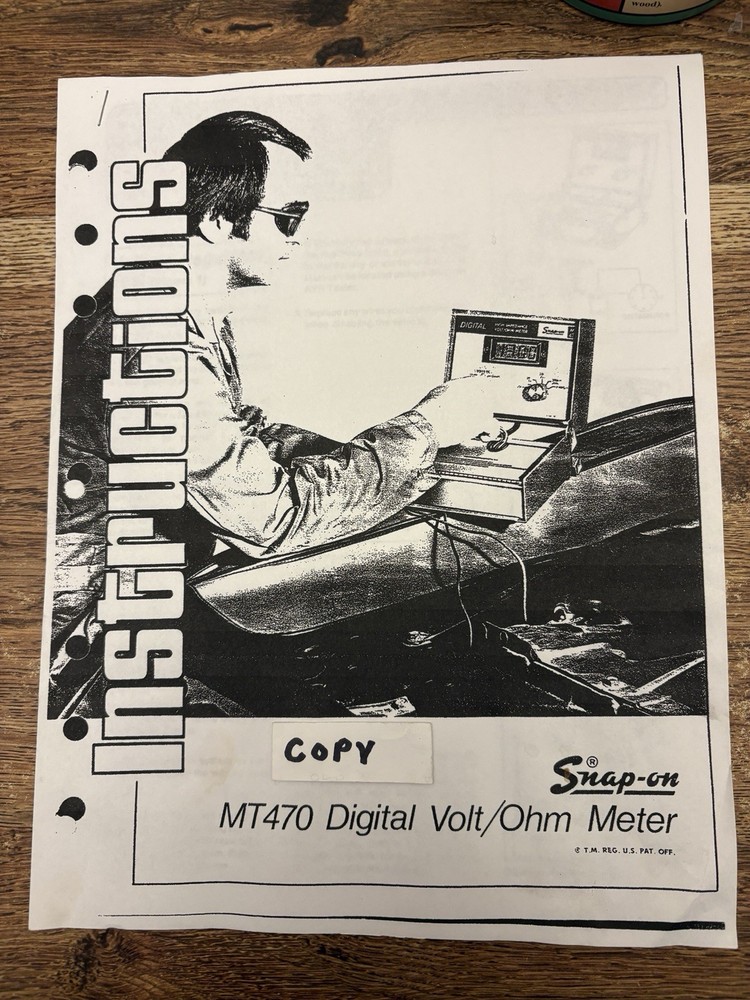 wood).
Instructions
DIGITAL HIGH IMPEDANCE VOLT/OHM METER Snap-on
COPY
Snap-on®
MT470 Digital Volt/Ohm Meter
® T.M. REG. U.S. PAT. OFF.